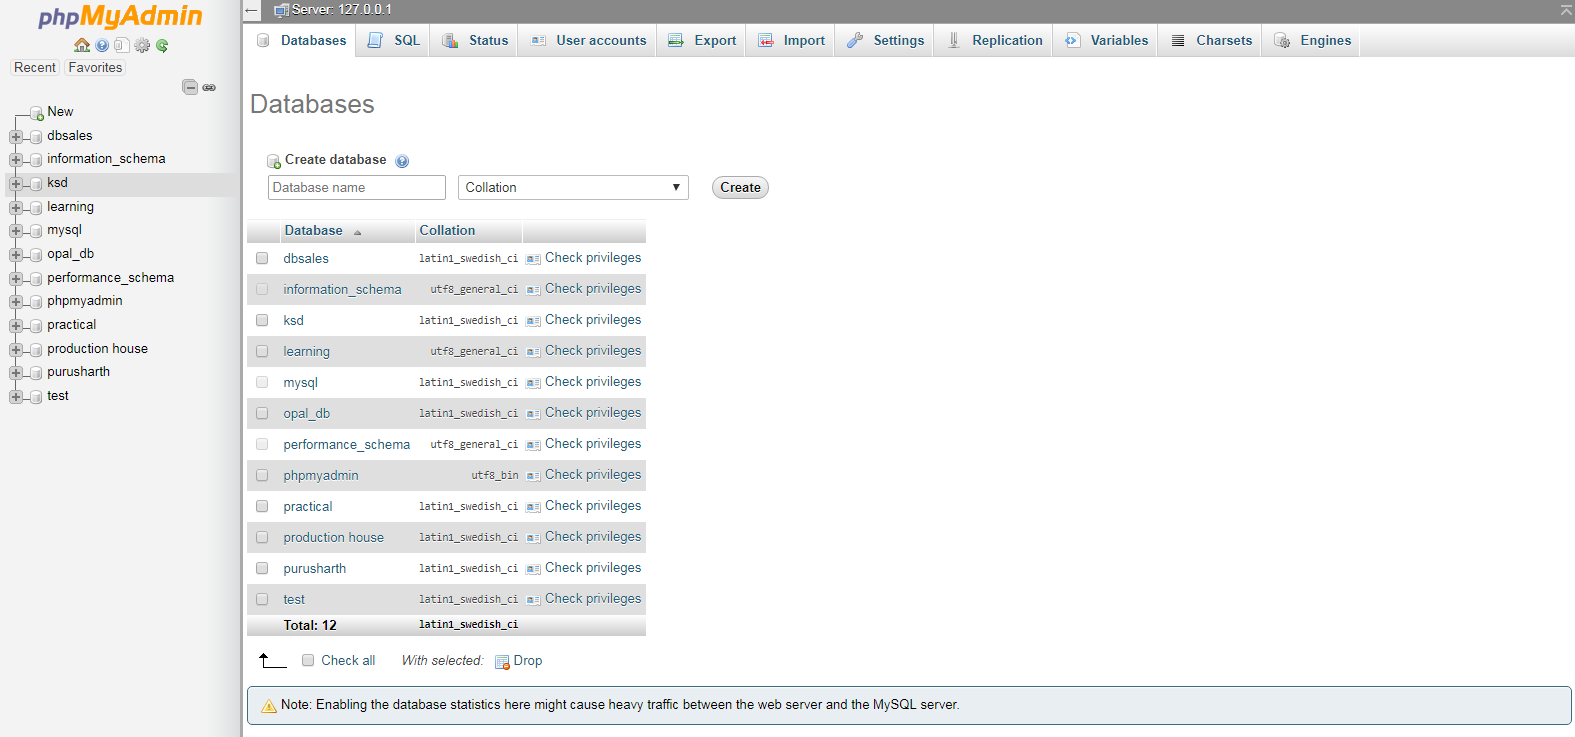 phpMyAdmin
Recent Favorites
New
dbsales
information_schema
ksd
learning
mysql
opal_db
performance_schema
phpmyadmin
practical
production house
purusharth
test
Server: 127.0.0.1
Databases SQL Status User accounts Export Import Settings Replication Variables Charsets Engines
Databases
Create database
Database name Collation Create
Database Collation
dbsales latin1_swedish_ci Check privileges
information_schema utf8_general_ci Check privileges
ksd latin1_swedish_ci Check privileges
learning utf8_general_ci Check privileges
mysql latin1_swedish_ci Check privileges
opal_db latin1_swedish_ci Check privileges
performance_schema utf8_general_ci Check privileges
phpmyadmin utf8_bin Check privileges
practical latin1_swedish_ci Check privileges
production house latin1_swedish_ci Check privileges
purusharth latin1_swedish_ci Check privileges
test latin1_swedish_ci Check privileges
Total: 12 latin1_swedish_ci
Check all With selected: Drop
Note: Enabling the database statistics here might cause heavy traffic between the web server and the MySQL server.